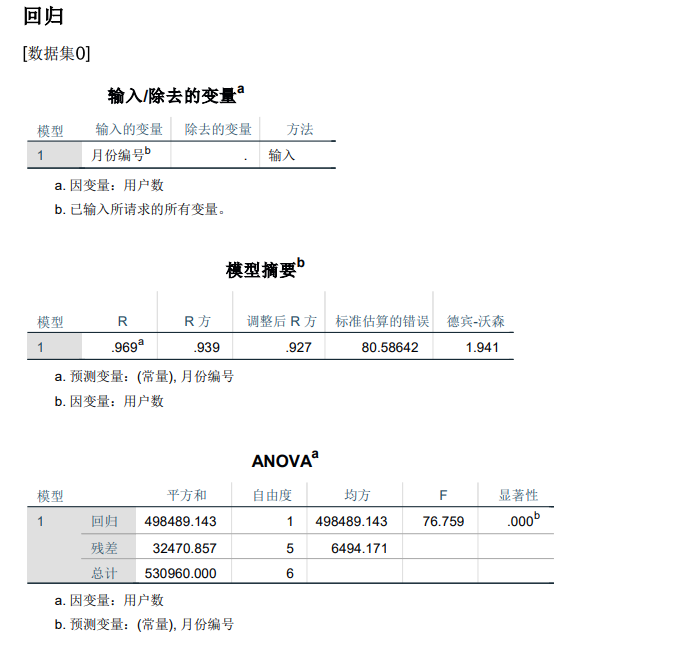 回归
[数据集0]
输入/除去的变量a
模型 输入的变量 除去的变量 方法
1 月份编号b . 输入
a. 因变量：用户数
b. 已输入所请求的所有变量。
模型摘要b
模型 R R 方 调整后 R 方 标准估算的错误 德宾-沃森
1 .969a .939 .927 80.58642 1.941
a. 预测变量：(常量), 月份编号
b. 因变量：用户数
ANOVAa
模型 平方和 自由度 均方 F 显著性
1 回归 498489.143 1 498489.143 76.759 .000b
残差 32470.857 5 6494.171
总计 530960.000 6
a. 因变量：用户数
b. 预测变量：(常量), 月份编号